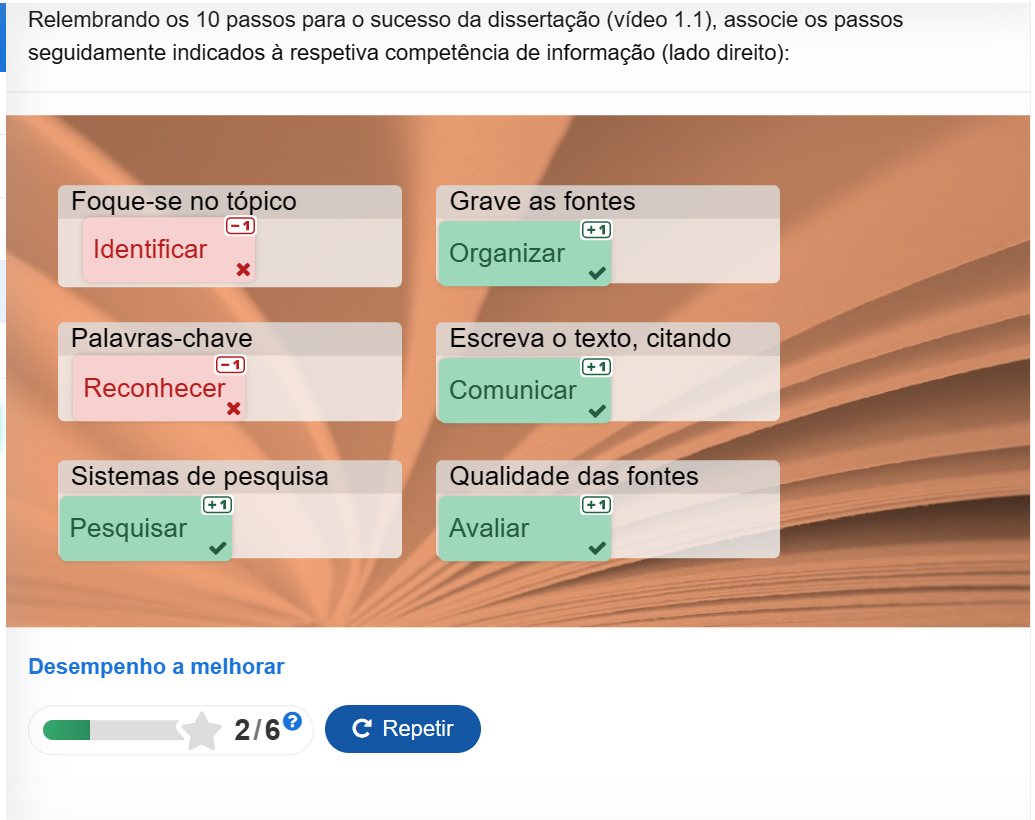 Relembrando os 10 passos para o sucesso da dissertação (vídeo 1.1), associe os passos
seguidamente indicados à respetiva competência de informação (lado direito):
Foque-se no tópico
-1
Identificar
Grave as fontes
+1
Organizar
Palavras-chave
-1
Reconhecer
Escreva o texto, citando
+1
Comunicar
Sistemas de pesquisa
+1
Pesquisar
Qualidade das fontes
+1
Avaliar
Desempenho a melhorar
2/6 ?
Repetir